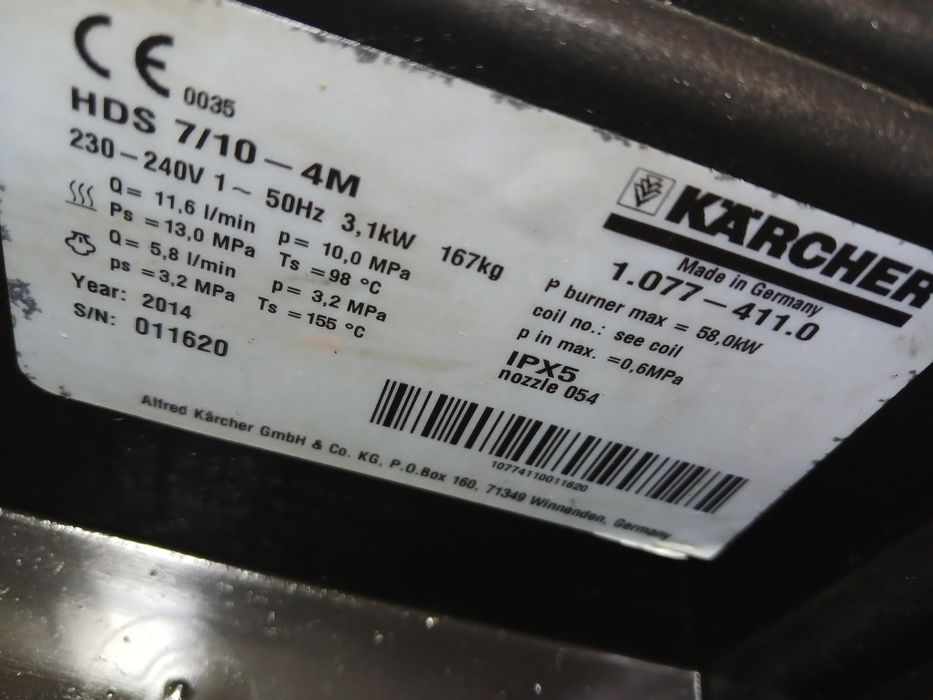 CE 0035
HDS 7/10-4M
230-240V 1~ 50Hz 3,1kW 167kg
Q= 11,6 l/min p= 10,0 MPa
Ps=13,0 MPa Ts =98 °C
Q= 5,8 l/min p= 3,2 MPa
ps =3,2 MPa Ts =155 °C
Year: 2014
S/N: 011620
KÄRCHER
Made in Germany
1.077-411.0
P burner max = 58,0kW
coil no.: see coil
p in max. =0,6MPa
IPX5
nozzle 054
10774110011620
Alfred Kärcher GmbH & Co. KG, P.O.Box 160, 71349 Winnenden, Germany